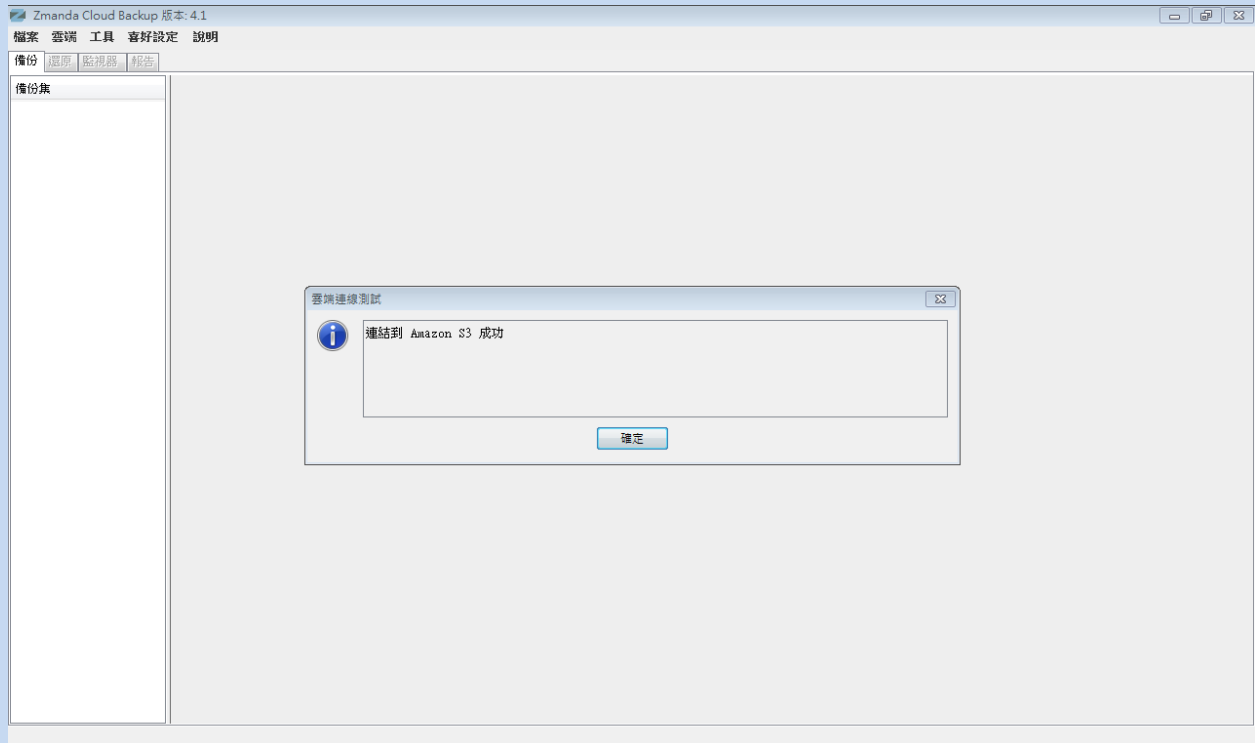 Zmanda Cloud Backup 版本: 4.1
檔案 雲端 工具 喜好設定 說明
備份 還原 監視器 報告
備份集
雲端連線測試
連結到 Amazon S3 成功
確定